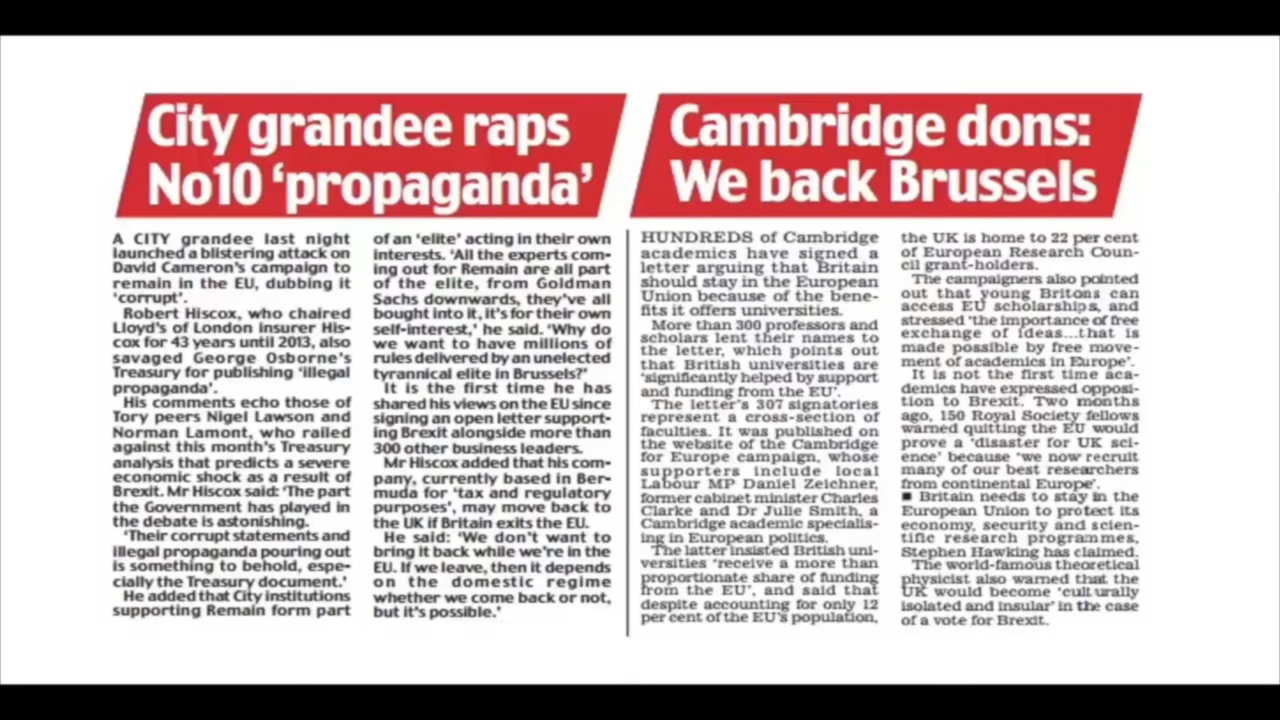 City grandee raps
No10 ‘propaganda’
A CITY grandee last night
launched a blistering attack on
David Cameron’s campaign to
remain in the EU, dubbing it
‘corrupt’.
Robert Hiscox, who chaired
Lloyd’s of London insurer His-
cox for 43 years until 2013, also
savaged George Osborne’s
Treasury for publishing ‘illegal
propaganda’.
His comments echo those of
Tory peers Nigel Lawson and
Norman Lamont, who railed
against this month’s Treasury
analysis that predicts a severe
economic shock as a result of
Brexit. Mr Hiscox said: ‘The part
the Government has played in
the debate is astonishing.
‘Their corrupt statements and
illegal propaganda pouring out
is something to behold, espe-
cially the Treasury document.’
He added that City institutions
supporting Remain form part
of an ‘elite’ acting in their own
interests. ‘All the experts com-
ing out for Remain are all part
of the elite, from Goldman
Sachs downwards, they’ve all
bought into it, it’s for their own
self-interest,’ he said. ‘Why do
we want to have millions of
rules delivered by an unelected
tyrannical elite in Brussels?’
It is the first time he has
shared his views on the EU since
signing an open letter support-
ing Brexit alongside more than
300 other business leaders.
Mr Hiscox added that his com-
pany, currently based in Ber-
muda for ‘tax and regulatory
purposes’, may move back to
the UK if Britain exits the EU.
He said: ‘We don’t want to
bring it back while we’re in the
EU. If we leave, then it depends
on the domestic regime
whether we come back or not,
but it’s possible.’
Cambridge dons:
We back Brussels
HUNDREDS of Cambridge
academics have signed a
letter arguing that Britain
should stay in the European
Union because of the bene-
fits it offers universities.
More than 300 professors and
scholars lent their names to
the letter, which points out
that British universities are
‘significantly helped by support
and funding from the EU’.
The letter’s 307 signatories
represent a cross-section of
faculties. It was published on
the website of the Cambridge
for Europe campaign, whose
supporters include local
Labour MP Daniel Zeichner,
former cabinet minister Charles
Clarke and Dr Julie Smith, a
Cambridge academic specialis-
ing in European politics.
The latter insisted British uni-
versities ‘receive a more than
proportionate share of funding
from the EU’, and said that
despite accounting for only 12
per cent of the EU’s population,
the UK is home to 22 per cent
of European Research Coun-
cil grant-holders.
The campaigners also pointed
out that young Britons can
access EU scholarships, and
stressed ‘the importance of free
exchange of ideas...that is
made possible by free move-
ment of academics in Europe’.
It is not the first time aca-
demics have expressed opposi-
tion to Brexit. Two months
ago, 150 Royal Society fellows
warned quitting the EU would
prove a ‘disaster for UK sci-
ence’ because ‘we now recruit
many of our best researchers
from continental Europe’.
■ Britain needs to stay in the
European Union to protect its
economy, security and scien-
tific research programmes,
Stephen Hawking has claimed.
The world-famous theoretical
physicist also warned that the
UK would become ‘culturally
isolated and insular’ in the case
of a vote for Brexit.